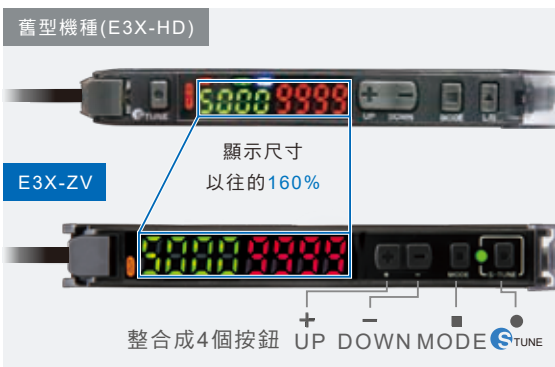 舊型機種(E3X-HD)
TUNE
5000 9999
UP DOWN
MODE
L/D
顯示尺寸
以往的160%
E3X-ZV
5000 9999
+ -
MODE
S-TUNE
+ - ■ ●
整合成4個按鈕 UP DOWN MODE S TUNE